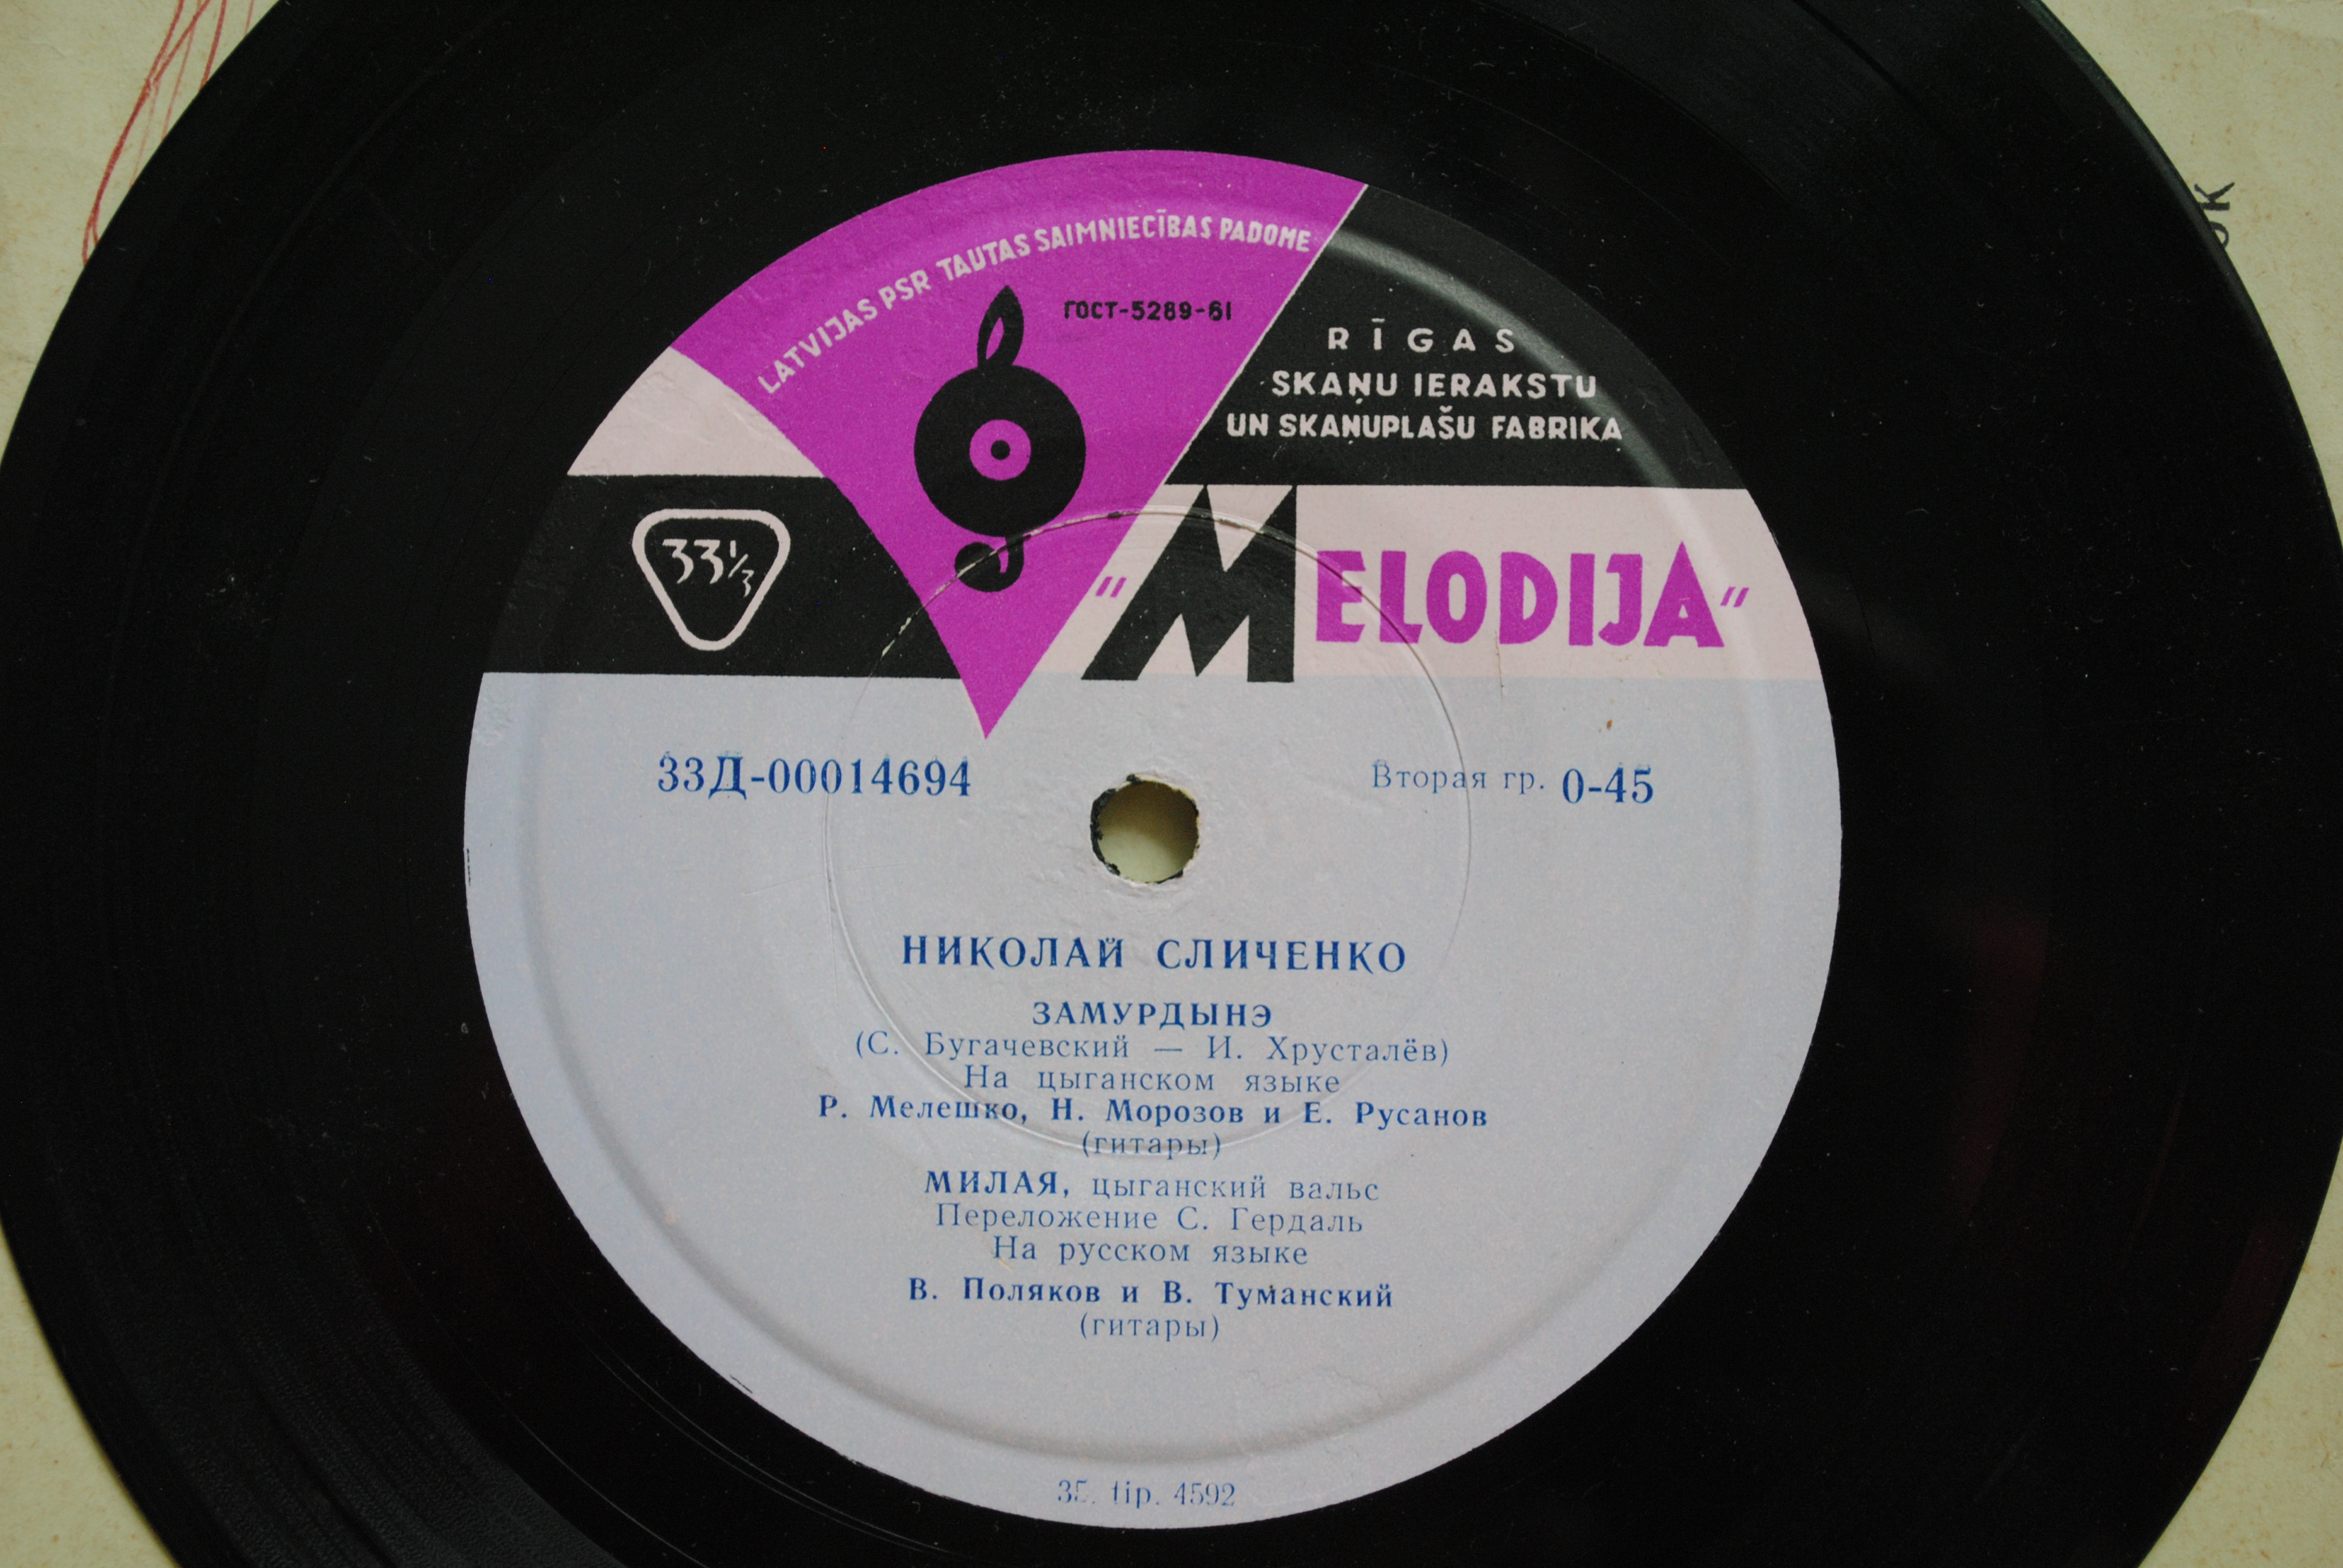 LATVIJAS PSR TAUTAS SAIMNIECĪBAS PADOME
ГОСТ-5289-61
RĪGAS
SKAŅU IERAKSTU
UN SKAŅUPLAŠU FABRIKA
33⅓
"MELODIJA"
33Д-00014694
Вторая гр. 0-45
НИКОЛАЙ СЛИЧЕНКО
ЗАМУРДЫНЭ
(С. Бугачевский — И. Хрусталёв)
На цыганском языке
Р. Мелешко, Н. Морозов и Е. Русанов
(гитары)
МИЛАЯ, цыганский вальс
Переложение С. Гердаль
На русском языке
В. Поляков и В. Туманский
(гитары)
35. tip. 4592